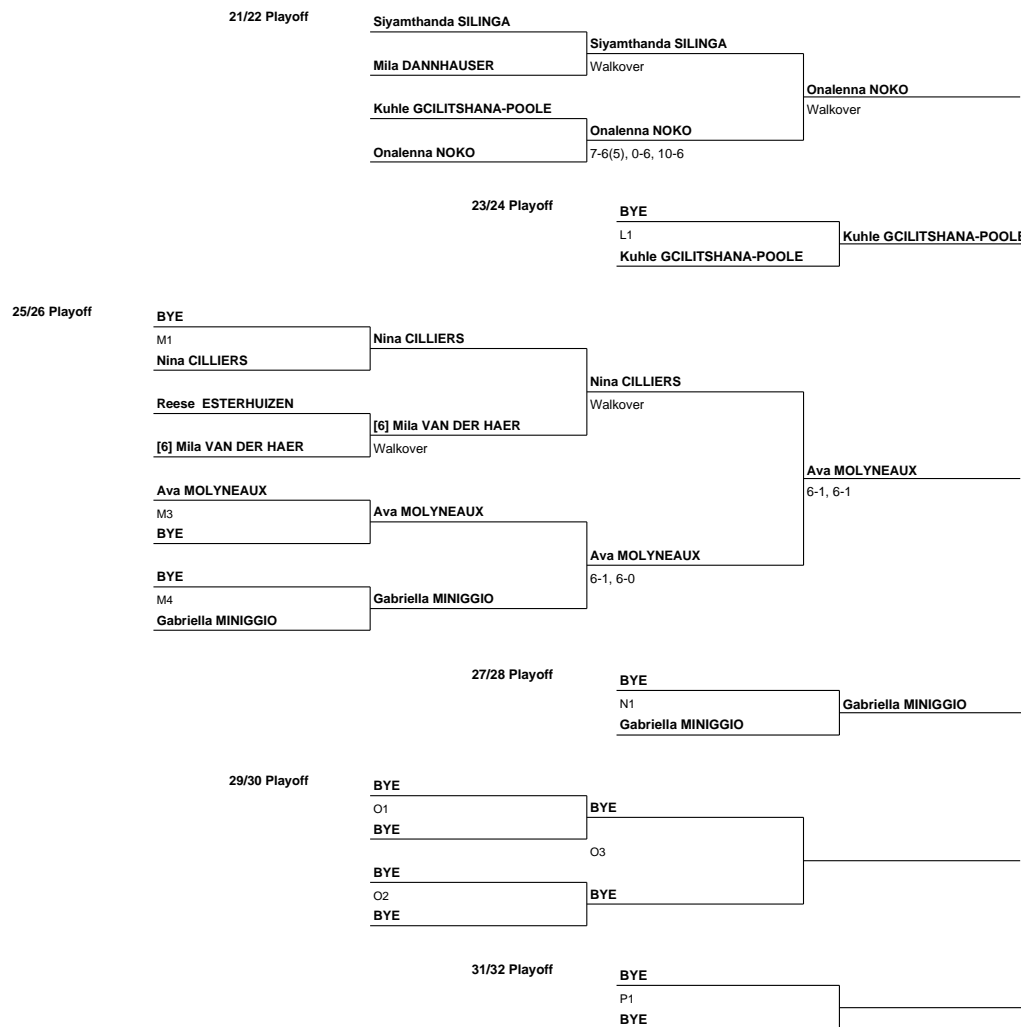 21/22 Playoff
Siyamthanda SILINGA
Siyamthanda SILINGA
Mila DANNHAUSER
Walkover
Onalenna NOKO
Kuhle GCILITSHANA-POOLE
Walkover
Onalenna NOKO
Onalenna NOKO
7-6(5), 0-6, 10-6
23/24 Playoff
BYE
L1
Kuhle GCILITSHANA-POOLE
Kuhle GCILITSHANA-POOLE
25/26 Playoff
BYE
M1
Nina CILLIERS
Nina CILLIERS
Nina CILLIERS
Reese  ESTERHUIZEN
Walkover
[6] Mila VAN DER HAER
[6] Mila VAN DER HAER
Walkover
Ava MOLYNEAUX
Ava MOLYNEAUX
6-1, 6-1
M3
Ava MOLYNEAUX
BYE
Ava MOLYNEAUX
BYE
6-1, 6-0
M4
Gabriella MINIGGIO
Gabriella MINIGGIO
27/28 Playoff
BYE
N1
Gabriella MINIGGIO
Gabriella MINIGGIO
29/30 Playoff
BYE
O1
BYE
BYE
O3
BYE
O2
BYE
BYE
31/32 Playoff
BYE
P1
BYE